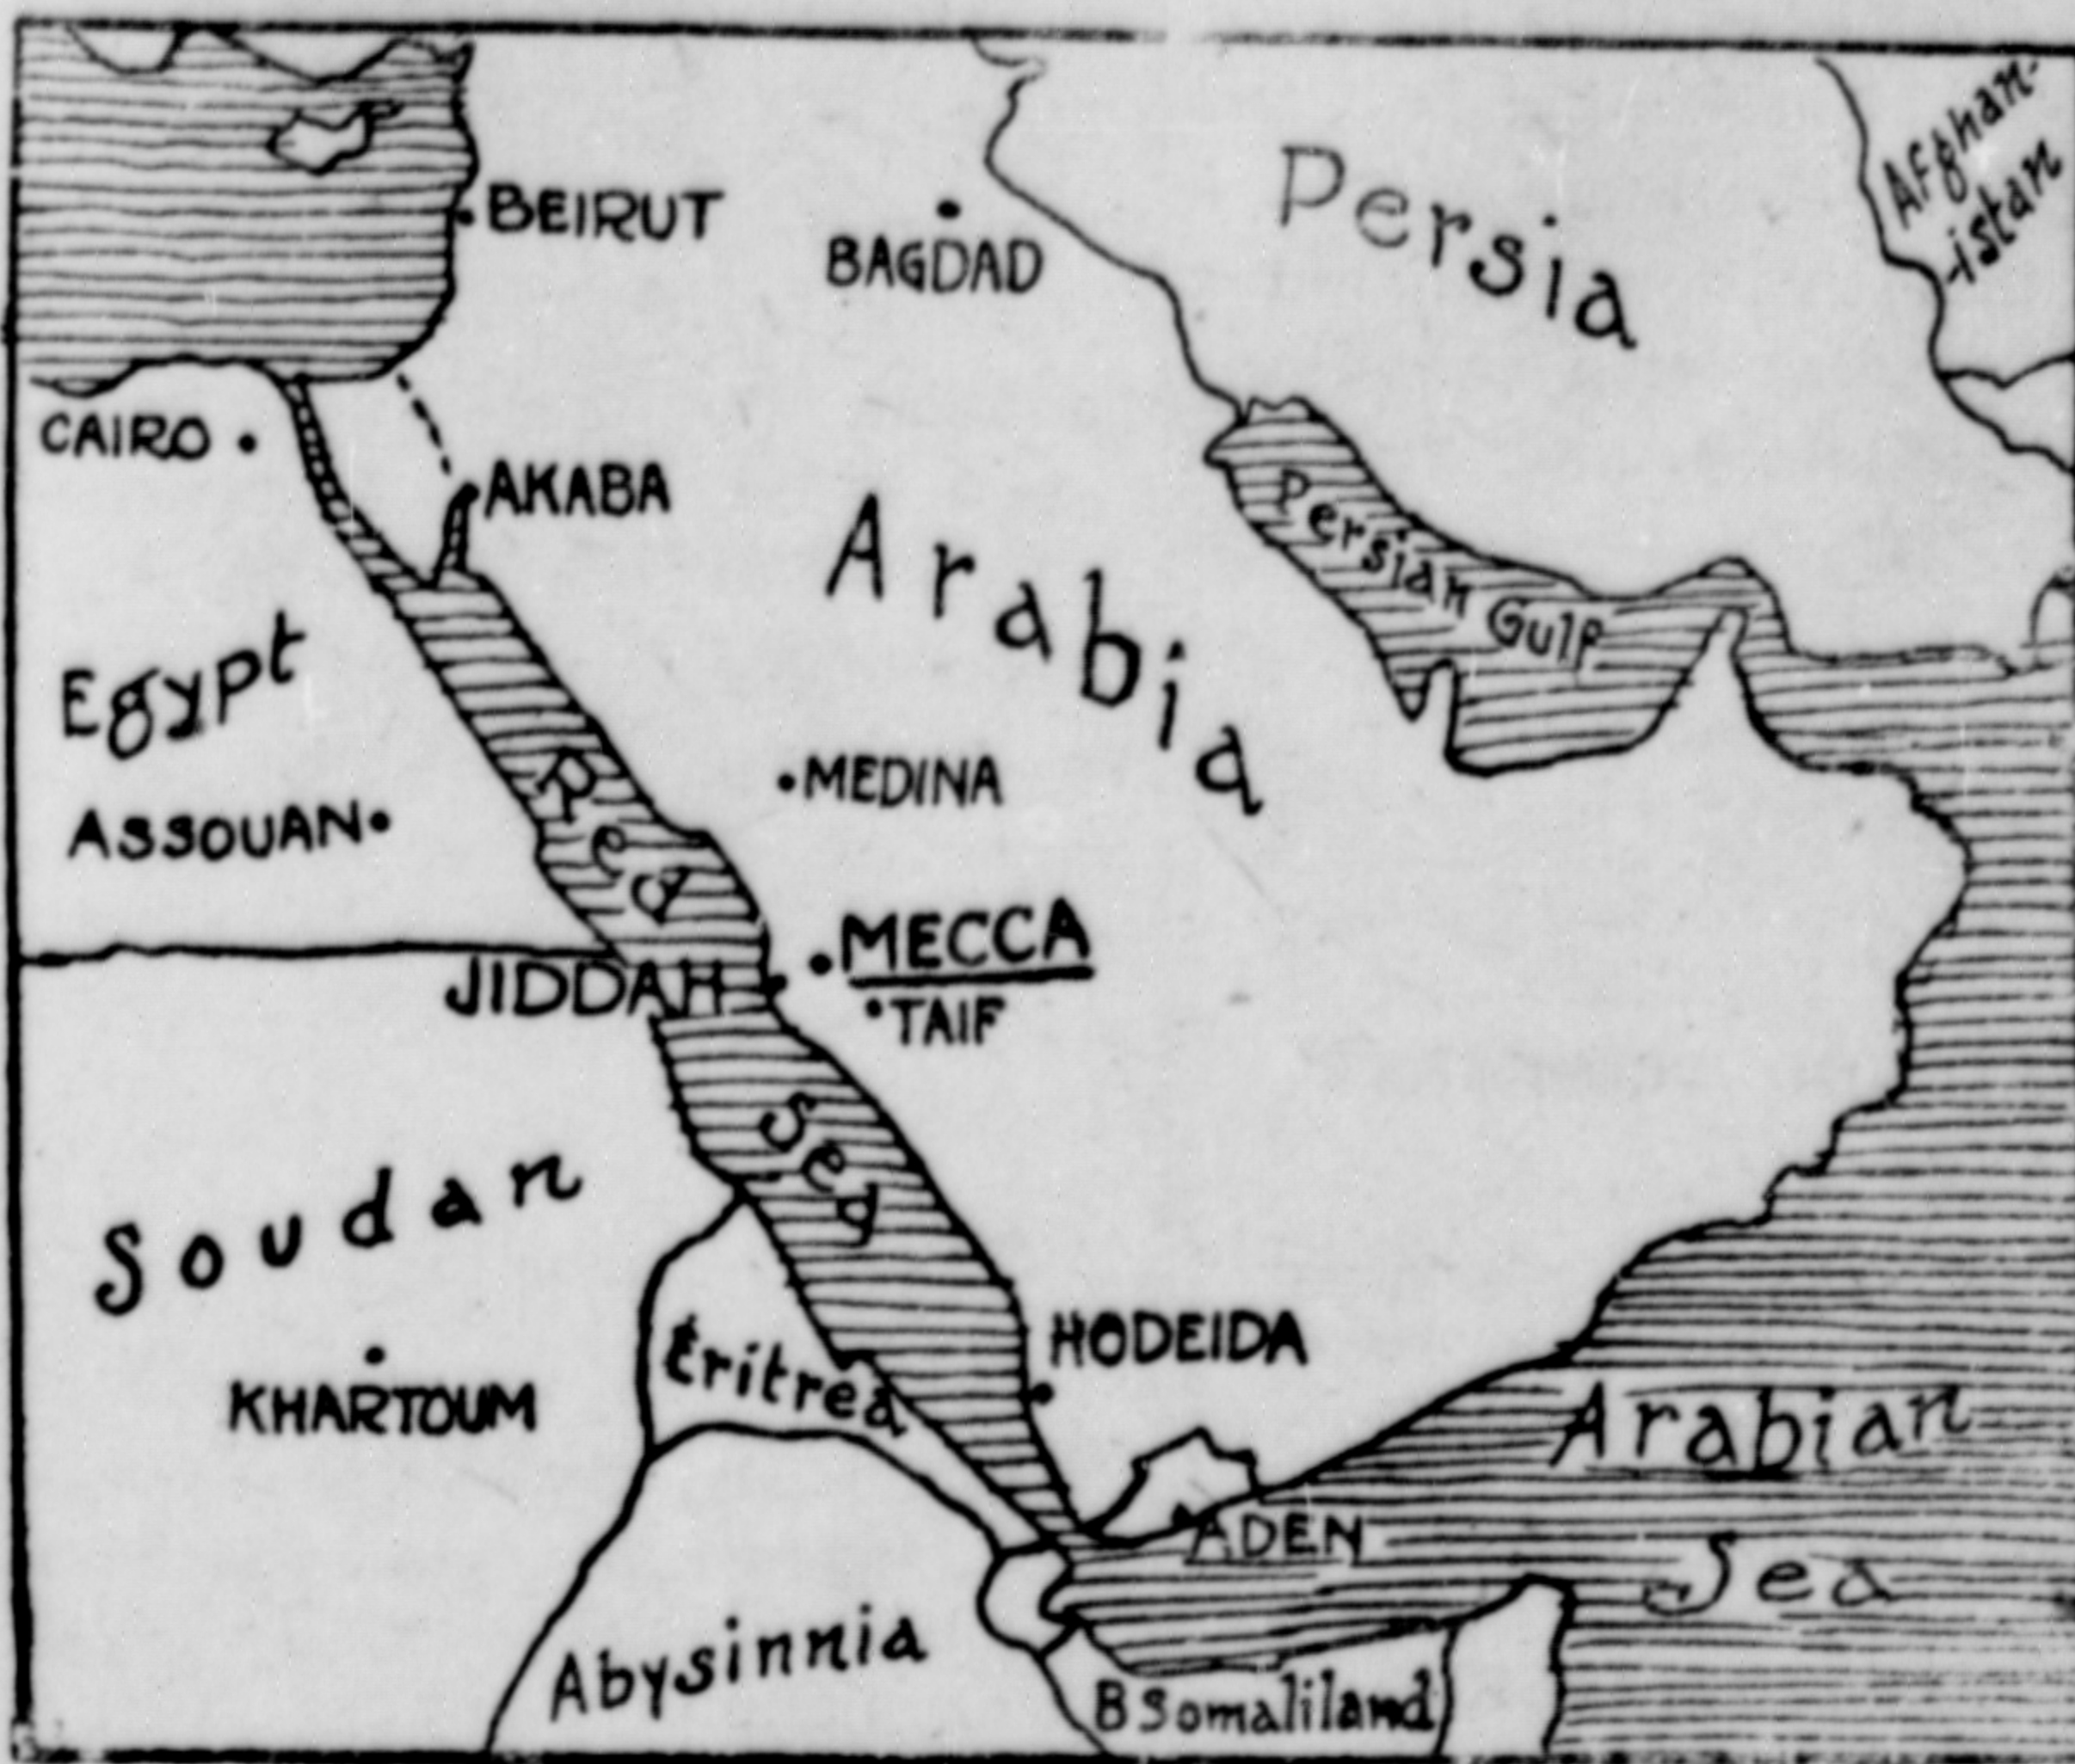 Afghan-
-istan
Persia
BEIRUT
BAGDAD
CAIRO
AKABA
Arabia
Persian Gulf
Egypt
MEDINA
ASSOUAN
Red
MECCA
JIDDAH
TAIF
Sea
Soudan
HODEIDA
Eritrea
KHARTOUM
Arabian
ADEN
Sea
Abysinnia
B Somaliland